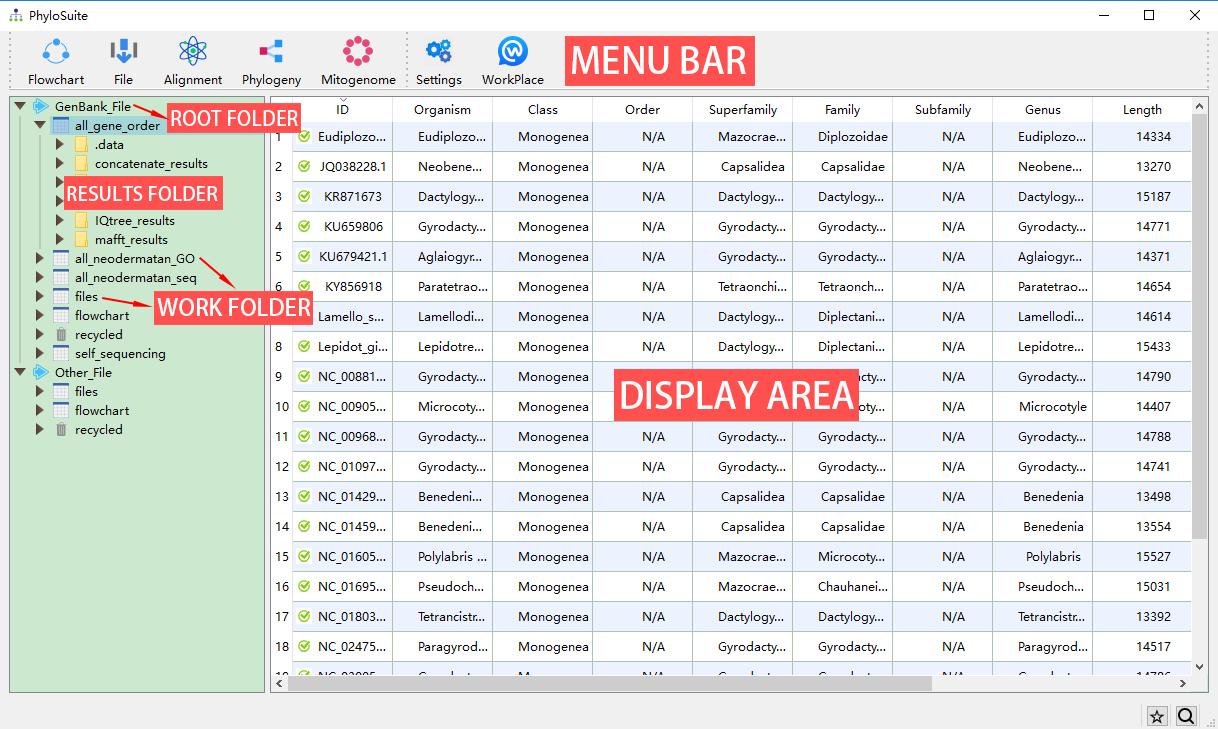 PhyloSuite
Flowchart File Alignment Phylogeny Mitogenome Settings WorkPlace MENU BAR
GenBank_File
ROOT FOLDER
all_gene_order
.data
concatenate_results
RESULTS FOLDER
IQtree_results
mafft_results
all_neodermatan_GO
all_neodermatan_seq
files
WORK FOLDER
flowchart
recycled
self_sequencing
Other_File
files
flowchart
recycled
ID Organism Class Order Superfamily Family Subfamily Genus Length
1 Eudiplozo... Eudiplozo... Monogenea N/A Mazocrae... Diplozoidae N/A Eudiplozo... 14334
2 JQ038228.1 Neobene... Monogenea N/A Capsalidea Capsalidae N/A Neobene... 13270
3 KR871673 Dactylogy... Monogenea N/A Dactylogy... Dactylogy... N/A Dactylogy... 15187
4 KU659806 Gyrodacty... Monogenea N/A Gyrodacty... Gyrodacty... N/A Gyrodacty... 14771
5 KU679421.1 Aglaiogyr... Monogenea N/A Gyrodacty... Gyrodacty... N/A Aglaiogyr... 14371
6 KY856918 Paratetrao... Monogenea N/A Tetraonchi... Tetraonch... N/A Paratetrao... 14654
Lamello_s... Lamellodi... Monogenea N/A Dactylogy... Diplectani... N/A Lamellodi... 14614
8 Lepidot_gi... Lepidotre... Monogenea N/A Dactylogy... Diplectani... N/A Lepidotre... 15433
9 NC_00881... Gyrodacty... Monogenea N/A Gyrodacty... N/A Gyrodacty... 14790
DISPLAY AREA
10 NC_00905... Microcotyl... Monogenea N/A Microcotyle 14407
11 NC_00968... Gyrodacty... Monogenea N/A Gyrodacty... Gyrodacty... N/A Gyrodacty... 14788
12 NC_01097... Gyrodacty... Monogenea N/A Gyrodacty... Gyrodacty... N/A Gyrodacty... 14741
13 NC_01429... Benedeni... Monogenea N/A Capsalidea Capsalidae N/A Benedenia 13498
14 NC_01459... Benedeni... Monogenea N/A Capsalidea Capsalidae N/A Benedenia 13554
15 NC_01605... Polylabris ... Monogenea N/A Mazocrae... Microcoty... N/A Polylabris 15527
16 NC_01695... Pseudoch... Monogenea N/A Mazocrae... Chauhanei... N/A Pseudoch... 15031
17 NC_01803... Tetrancistr... Monogenea N/A Dactylogy... Dactylogy... N/A Tetrancistr... 13392
18 NC_02475... Paragyrod... Monogenea N/A Gyrodacty... Gyrodacty... N/A Paragyrod... 14517